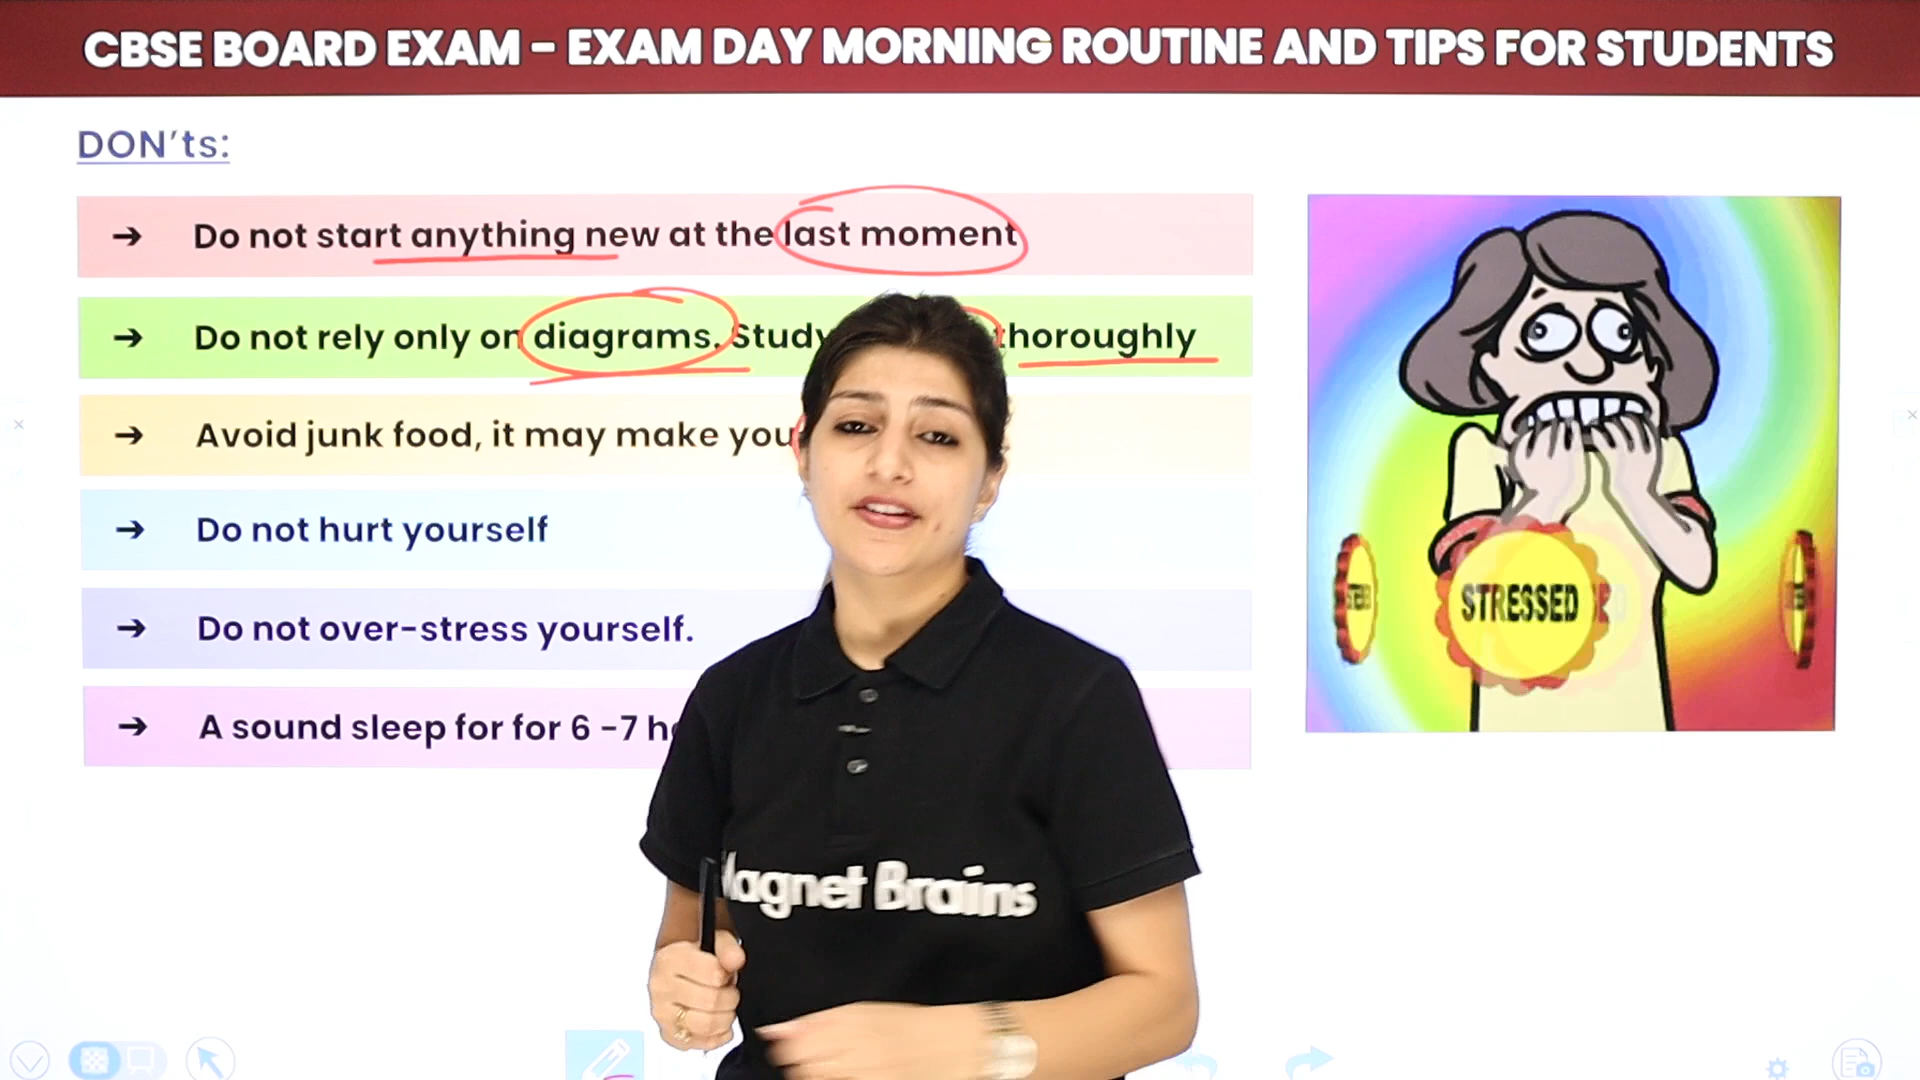 CBSE BOARD EXAM – EXAM DAY MORNING ROUTINE AND TIPS FOR STUDENTS
DON'ts:
➔ Do not start anything new at the last moment
➔ Do not rely only on diagrams. Study thoroughly
➔ Avoid junk food, it may make you
➔ Do not hurt yourself
➔ Do not over-stress yourself.
➔ A sound sleep for for 6 -7
STRESSED
Magnet Brains